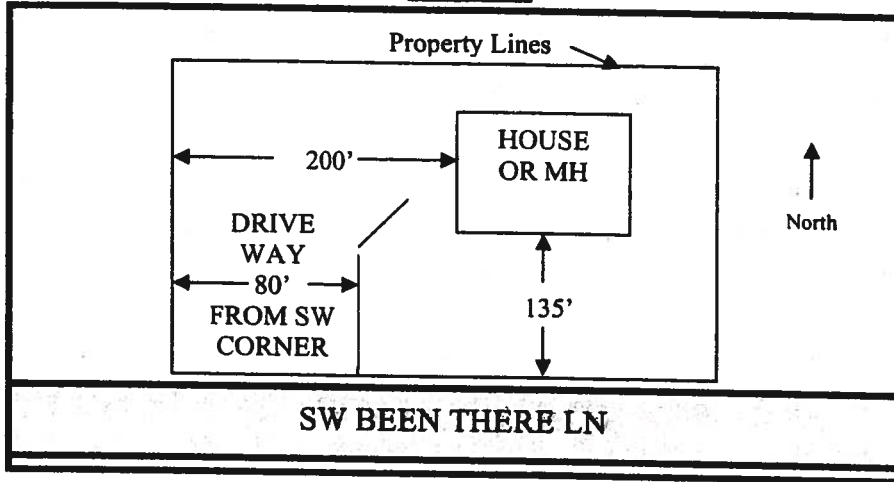 Property Lines
HOUSE
OR MH
200’
North
DRIVE
WAY
80’
FROM SW
CORNER
135’
SW BEEN THERE LN